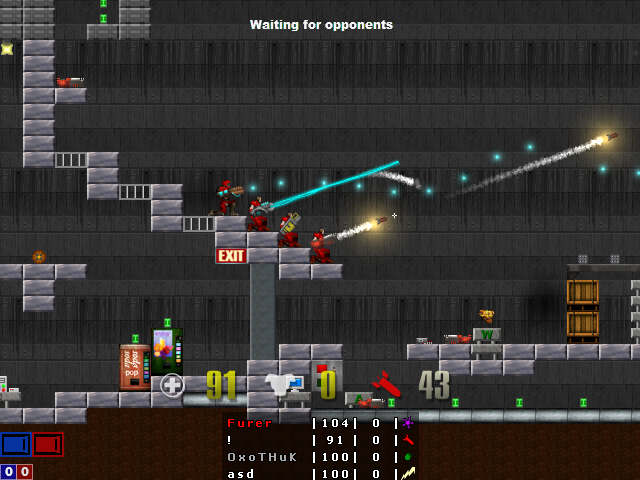 Waiting for opponents
EXIT
W
pop
91 0 43
A
Furer |104| 0 |
! | 91| 0 |
OxoTHuK |100| 0 |
asd |100| 0 |
0 0